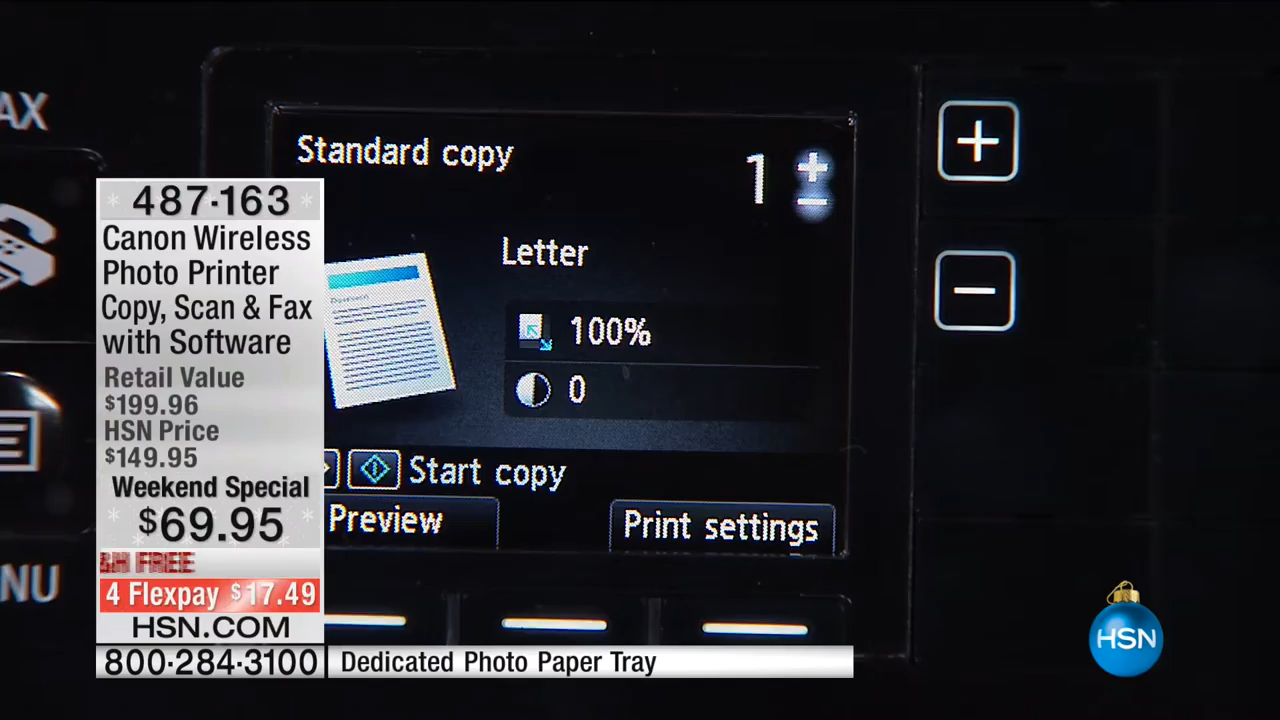 AX
487-163
Canon Wireless
Photo Printer
Copy, Scan & Fax
with Software
Retail Value
$199.96
HSN Price
$149.95
Weekend Special
$69.95
S&H FREE
4 Flexpay $17.49
HSN.COM
800·284·3100
Dedicated Photo Paper Tray
Standard copy
1 + −
Letter
100%
0
Start copy
Preview
Print settings
+
−
NU
HSN